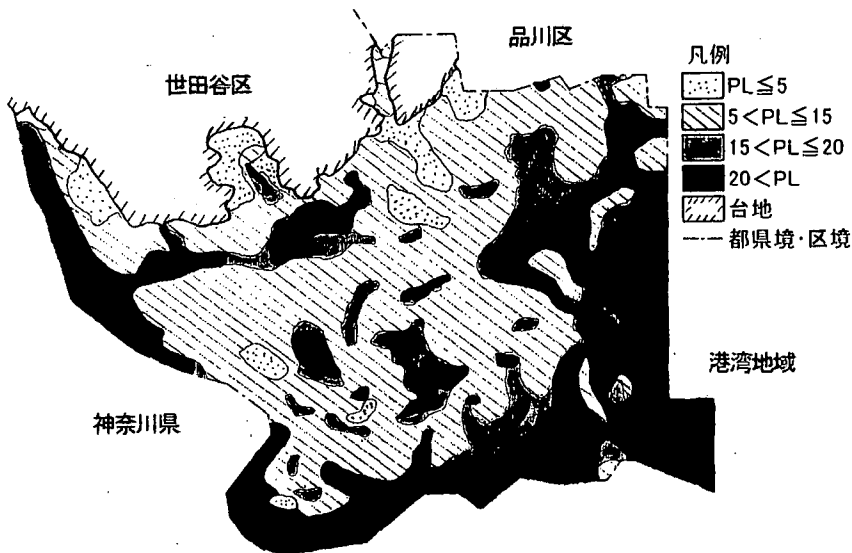 品川区
世田谷区
凡例
PL≦5
5<PL≦15
15<PL≦20
20<PL
台地
都県境・区境
港湾地域
神奈川県